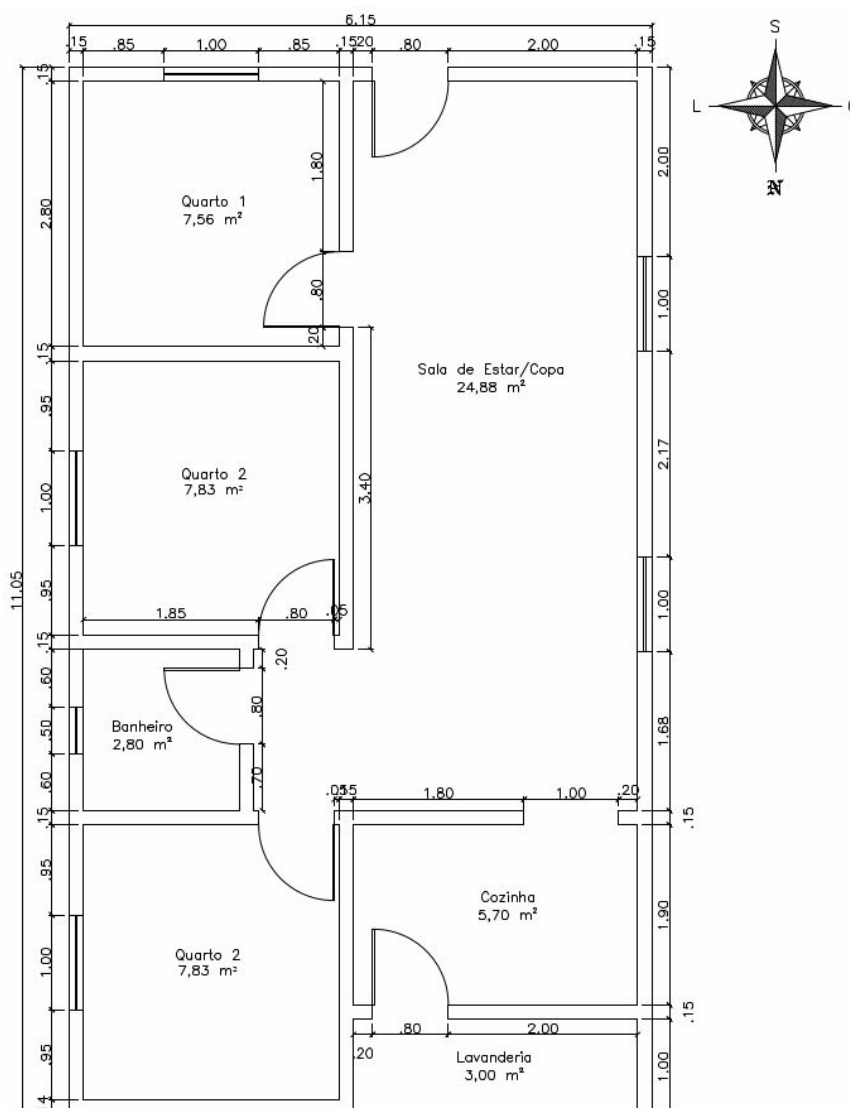 6.15
.15 .85 1.00 .85 .15 .20 .80 2.00 .15
S
L
N
.15
2.80
1.80
2.00
Quarto 1
7,56 m²
.80
1.00
.20
.15
Sala de Estar/Copa
24,88 m²
.95
2.17
Quarto 2
7,83 m²
1.00
3.40
11.05
.95
1.00
1.85 .80 .05
.15
.20
.60
.80
1.68
Banheiro
2,80 m²
.50
.60
.70
.05 .15 1.80 1.00 .20
.15
.15
.95
Cozinha
5,70 m²
1.90
Quarto 2
7,83 m²
1.00
.15
.20 .80 2.00
.95
Lavanderia
3,00 m²
1.00